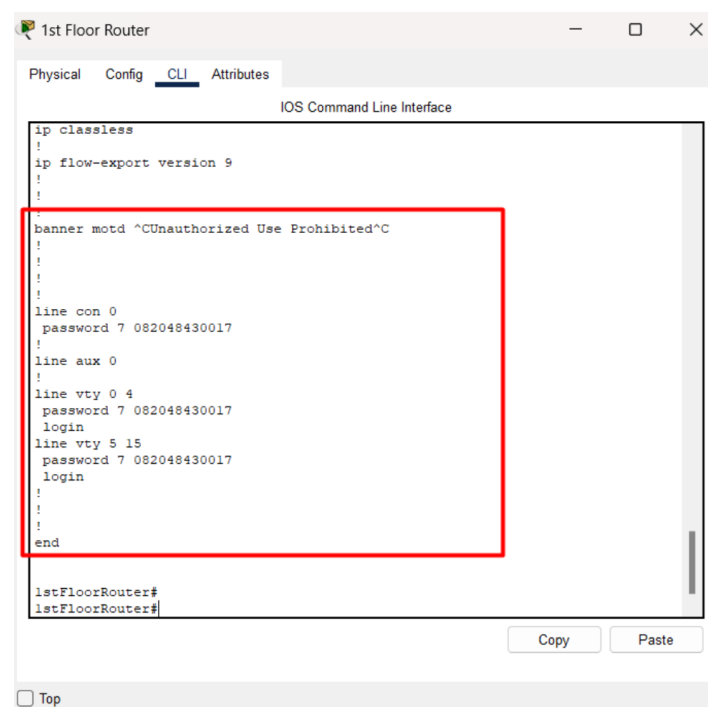 1st Floor Router
Physical Config CLI Attributes
IOS Command Line Interface
ip classless
!
ip flow-export version 9
!
!
!
banner motd ^CUnauthorized Use Prohibited^C
!
!
!
!
line con 0
password 7 082048430017
!
line aux 0
!
line vty 0 4
password 7 082048430017
login
line vty 5 15
password 7 082048430017
login
!
!
!
end
1stFloorRouter#
1stFloorRouter#
Copy Paste
Top